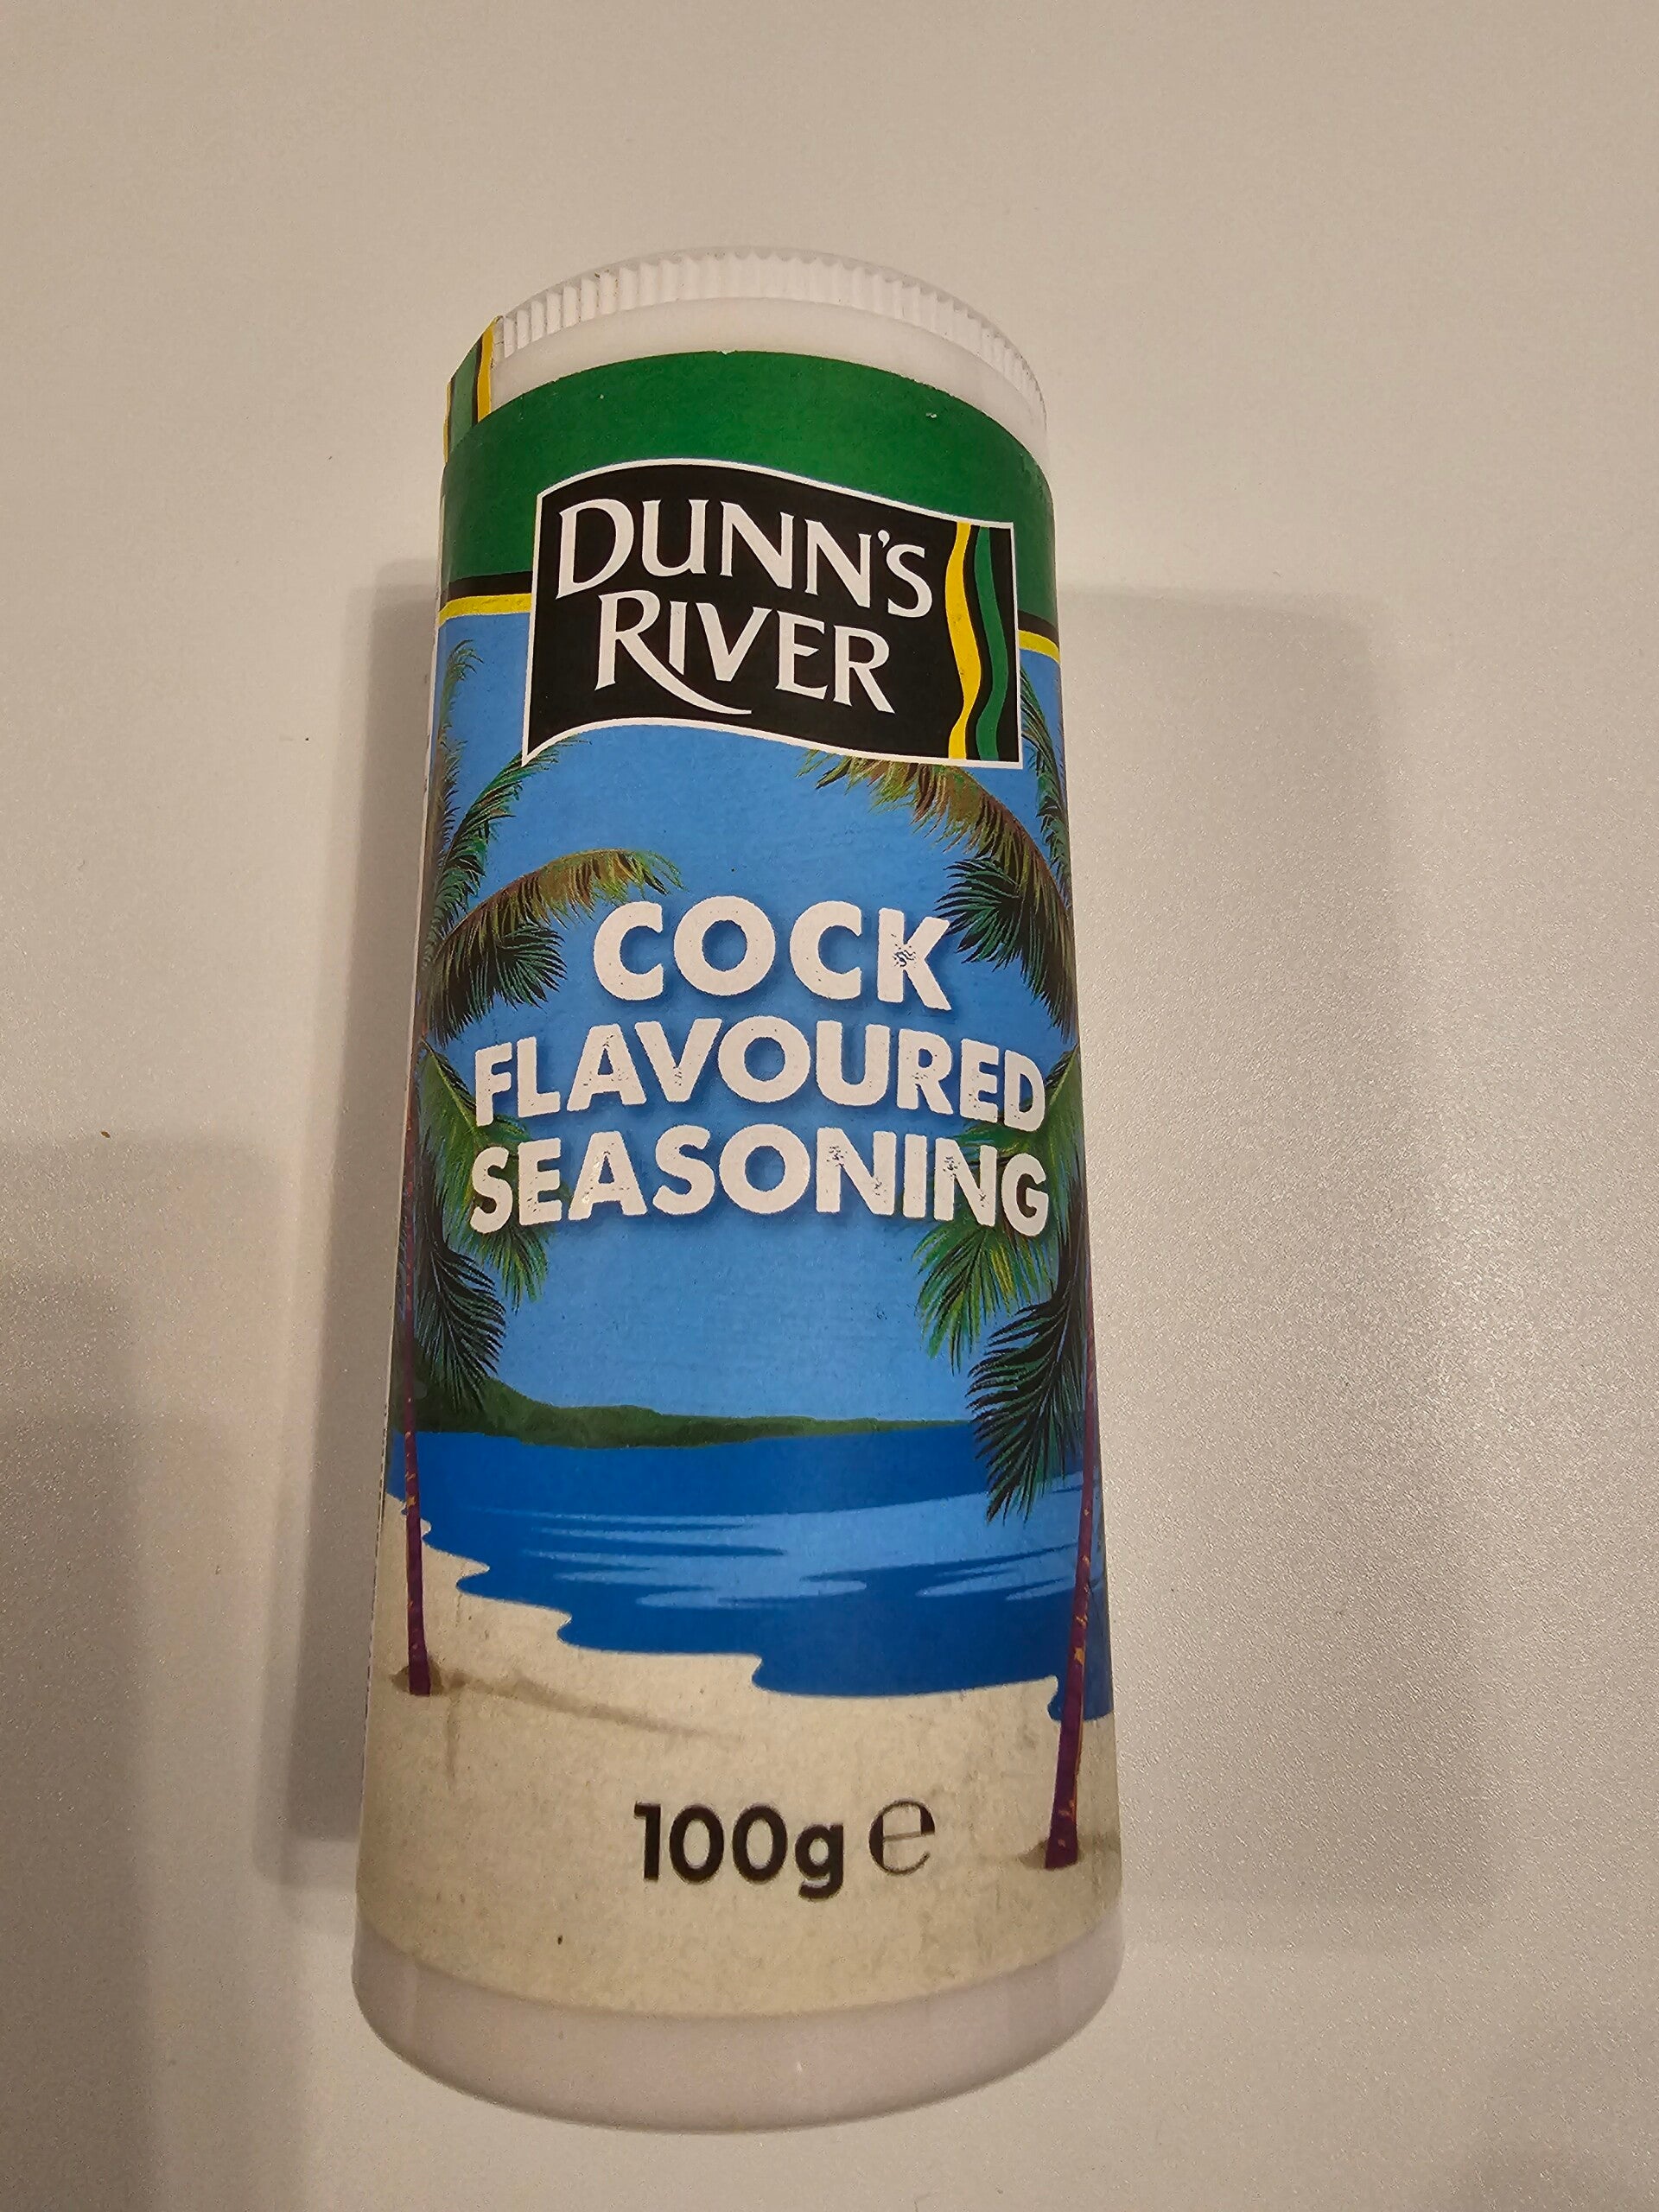 DUNN'S
RIVER
COCK
FLAVOURED
SEASONING
100g ℮